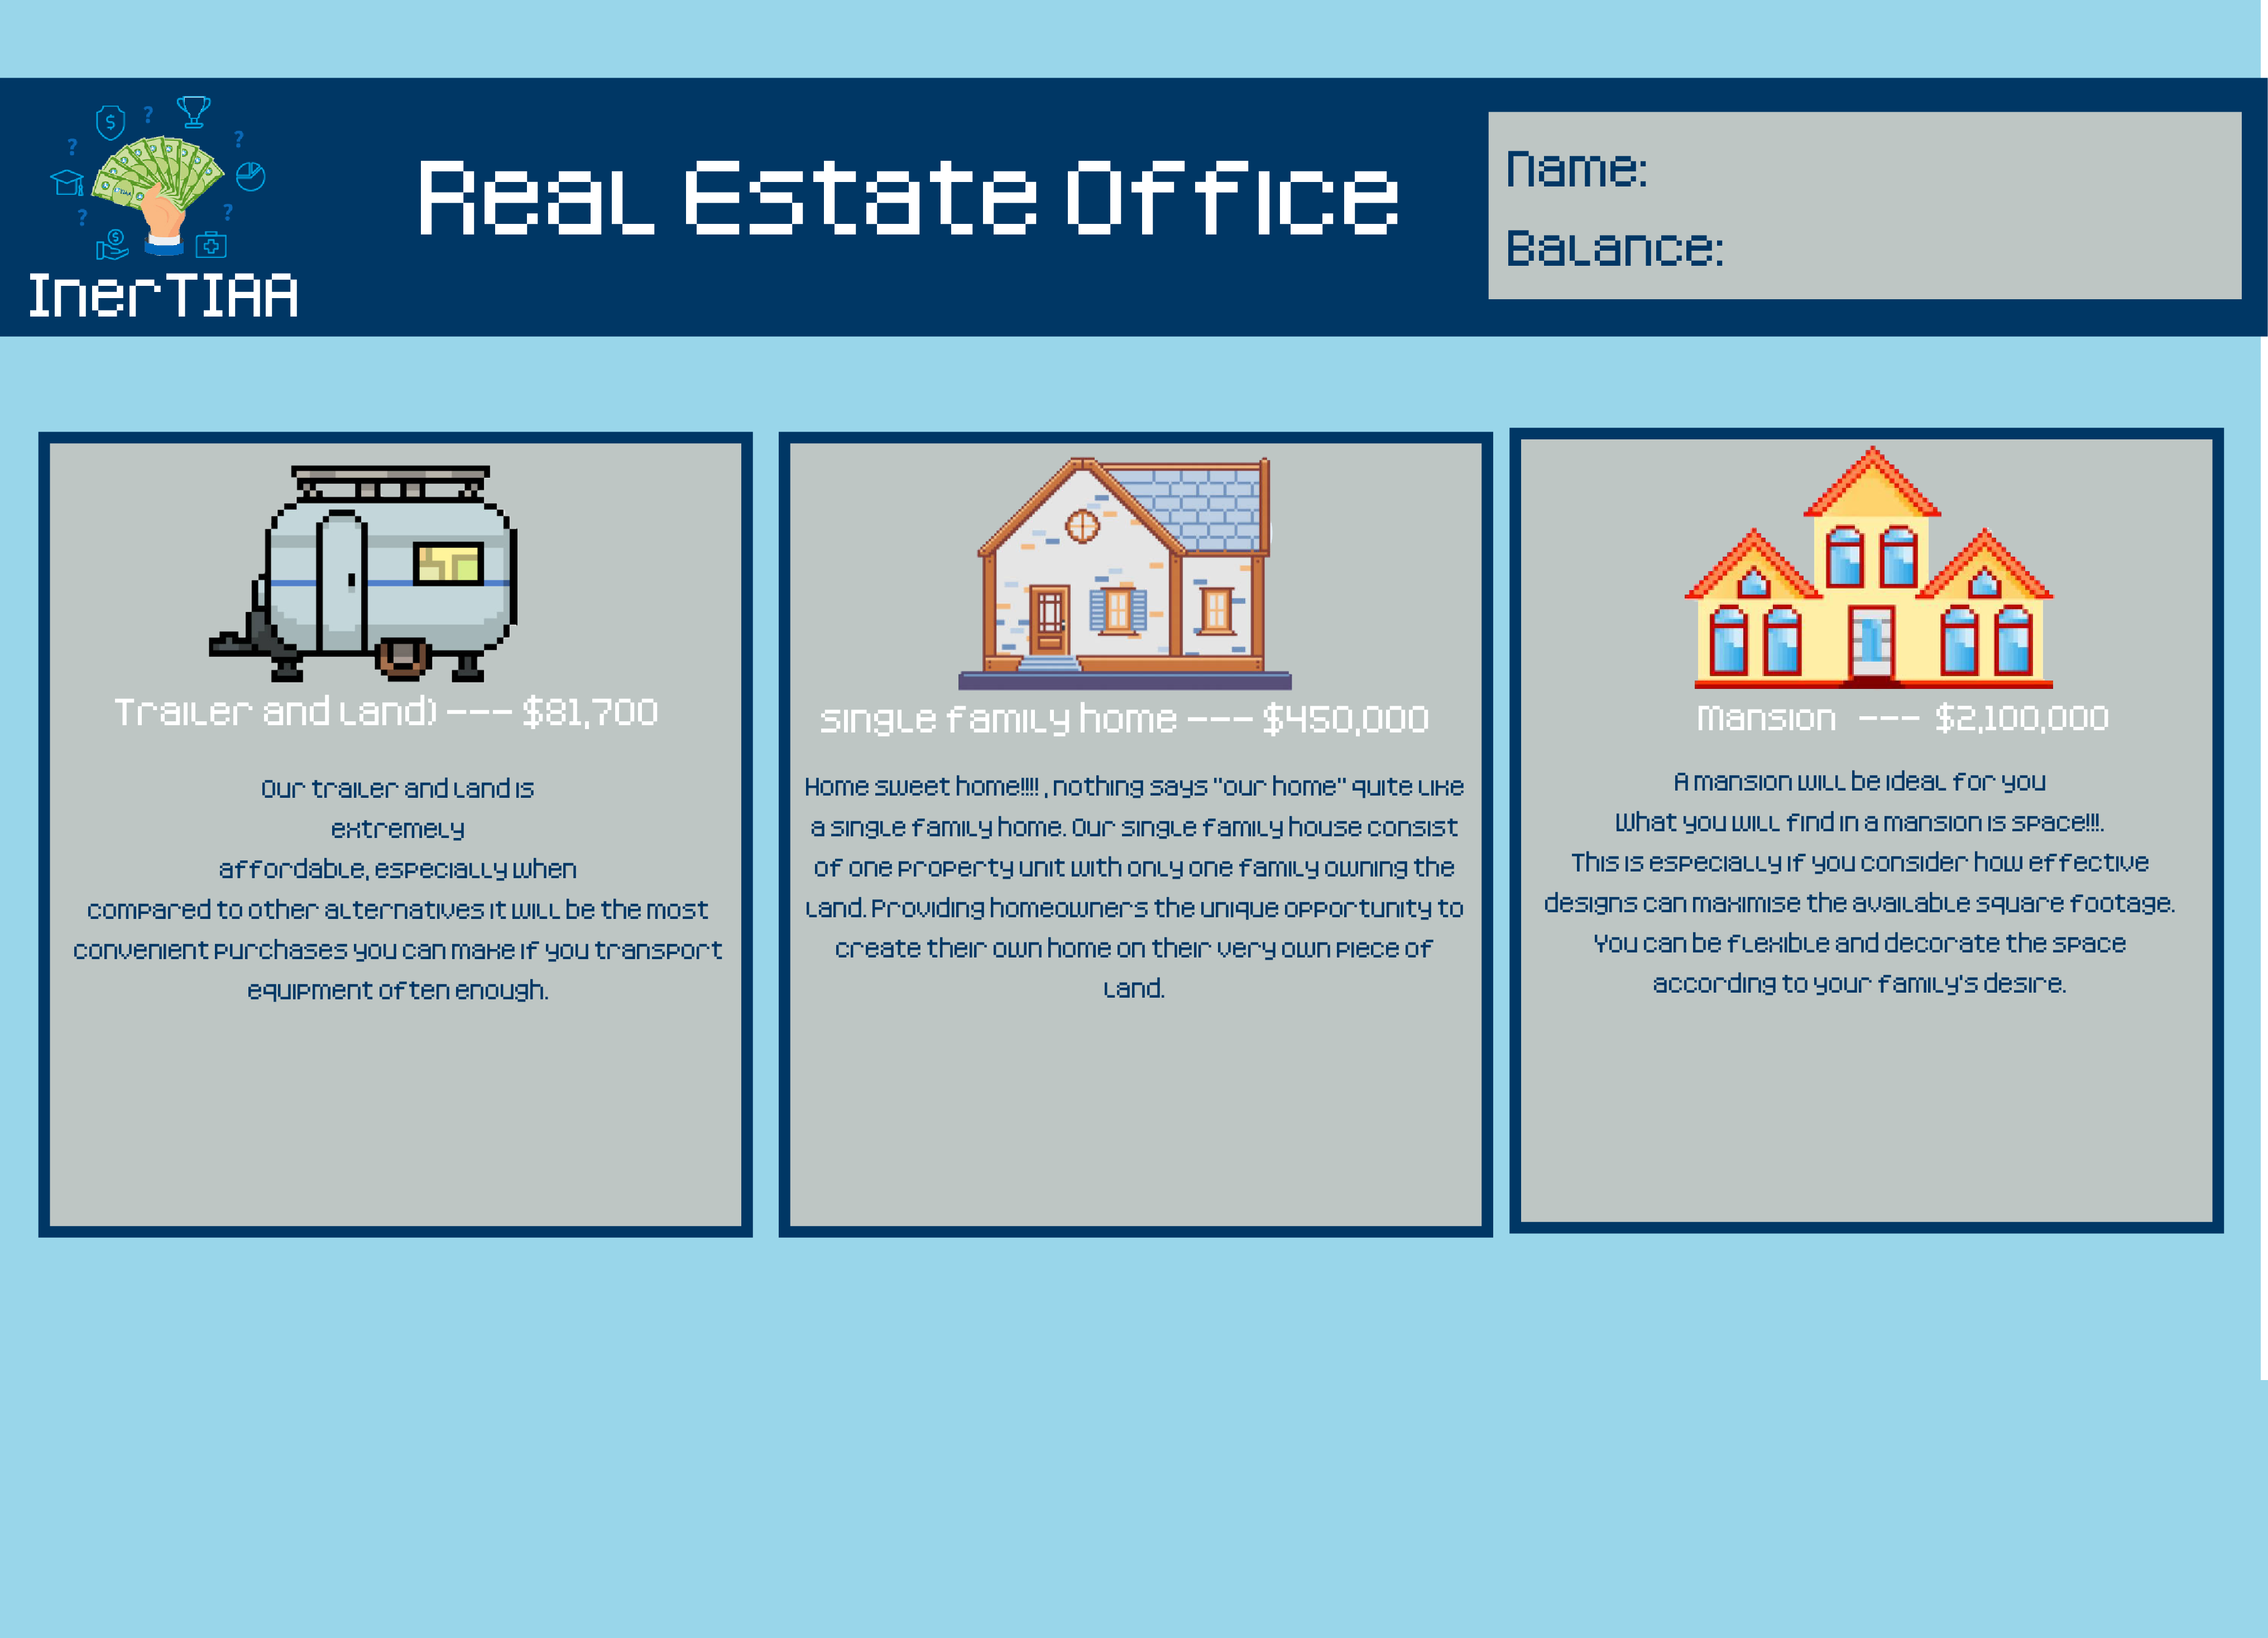 InerTIAA
Real Estate Office
Name:
Balance:
Trailer and Land) --- $81,700
Our trailer and land is
extremely
affordable, especially when
compared to other alternatives it will be the most
convenient purchases you can make if you transport
equipment often enough.
single family home --- $450,000
Home sweet home!!!! , nothing says "our home" quite like
a single family home. Our single family house consist
of one property unit with only one family owning the
land. Providing homeowners the unique opportunity to
create their own home on their very own piece of
land.
Mansion --- $2,100,000
A mansion will be ideal for you
What you will find in a mansion is space!!!.
This is especially if you consider how effective
designs can maximise the available square footage.
You can be flexible and decorate the space
according to your family's desire.